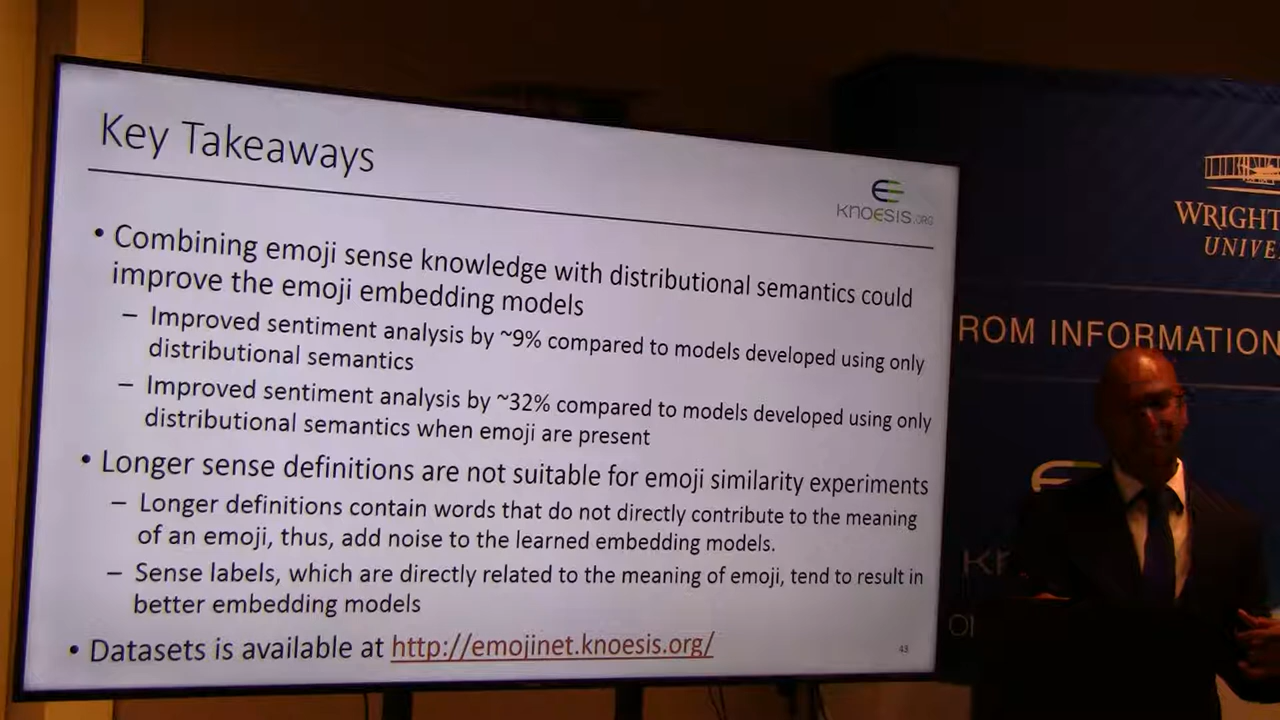 Key Takeaways
KNOESIS.ORG
• Combining emoji sense knowledge with distributional semantics could
improve the emoji embedding models
– Improved sentiment analysis by ~9% compared to models developed using only
distributional semantics
– Improved sentiment analysis by ~32% compared to models developed using only
distributional semantics when emoji are present
• Longer sense definitions are not suitable for emoji similarity experiments
– Longer definitions contain words that do not directly contribute to the meaning
of an emoji, thus, add noise to the learned embedding models.
– Sense labels, which are directly related to the meaning of emoji, tend to result in
better embedding models
• Datasets is available at http://emojinet.knoesis.org/
43
WRIGHT
UNIVE
ROM INFORMATION